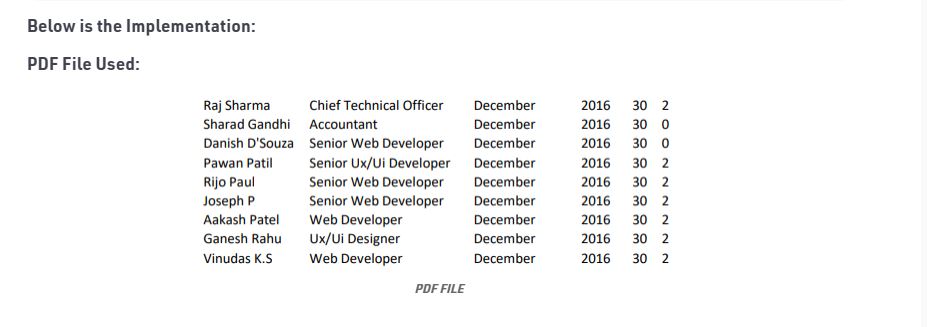 Below is the Implementation:
PDF File Used:
Raj Sharma Chief Technical Officer December 2016 30 2
Sharad Gandhi Accountant December 2016 30 0
Danish D'Souza Senior Web Developer December 2016 30 0
Pawan Patil Senior Ux/Ui Developer December 2016 30 2
Rijo Paul Senior Web Developer December 2016 30 2
Joseph P Senior Web Developer December 2016 30 2
Aakash Patel Web Developer December 2016 30 2
Ganesh Rahu Ux/Ui Designer December 2016 30 2
Vinudas K.S Web Developer December 2016 30 2
PDF FILE